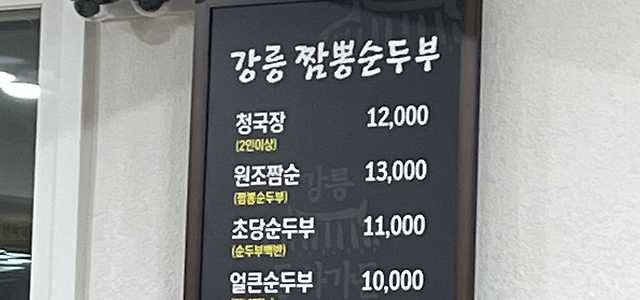 강릉 짬뽕순두부
청국장 12,000
(2인이상)
원조짬순 13,000
(짬뽕순두부)
초당순두부 11,000
(순두부백반)
얼큰순두부 10,000
강릉